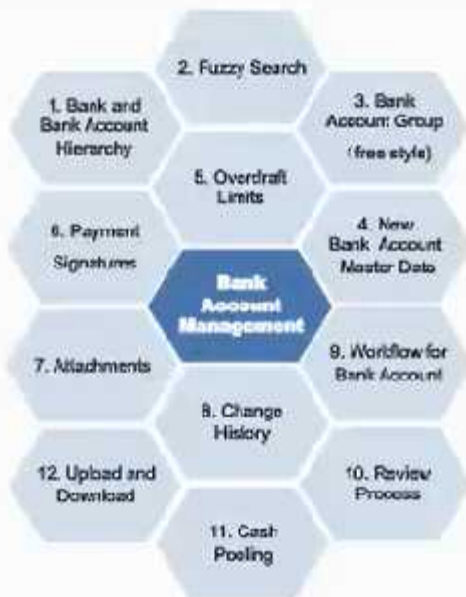 2. Fuzzy Search
1. Bank and
Bank Account
Hierarchy
3. Bank
Account Group
(free style)
5. Overdraft
Limits
6. Payment
Signatures
4. New
Bank Account
Master Data
Bank
Account
Management
7. Attachments
9. Workflow for
Bank Account
8. Change
History
12. Upload and
Download
10. Review
Process
11. Cash
Pooling